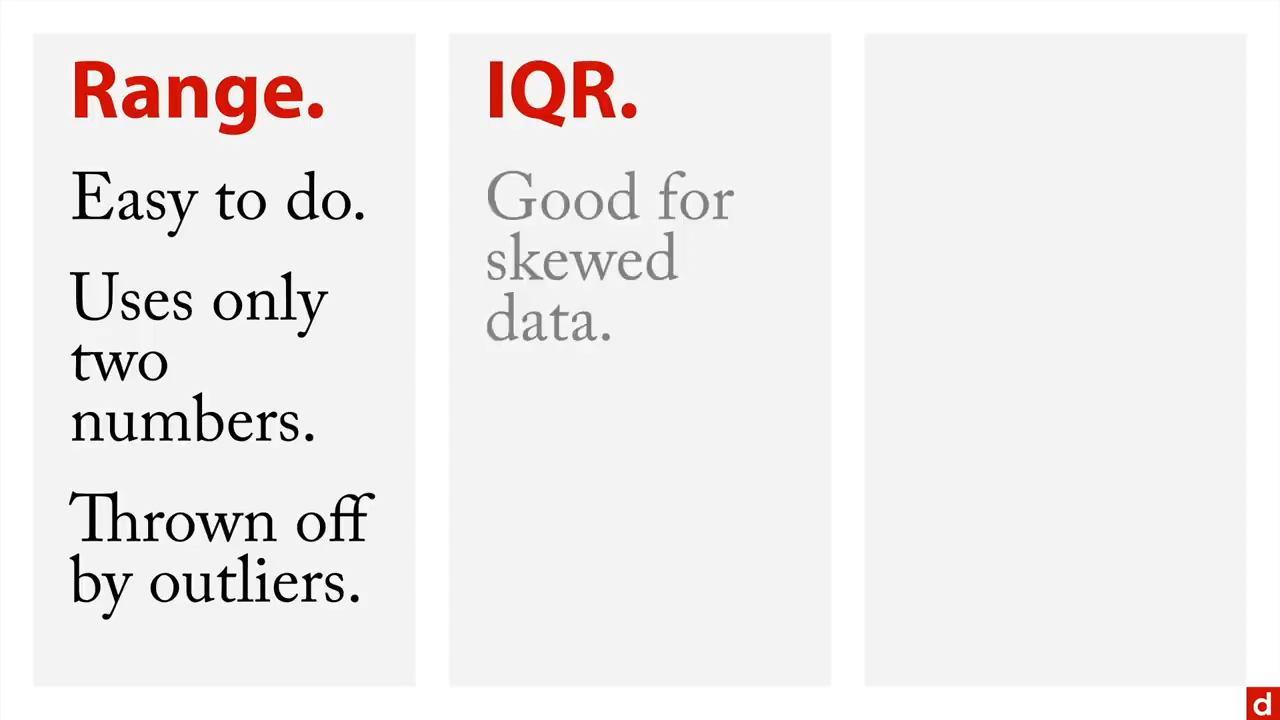 Range.
Easy to do.
Uses only
two
numbers.
Thrown off
by outliers.
IQR.
Good for
skewed
data.
d